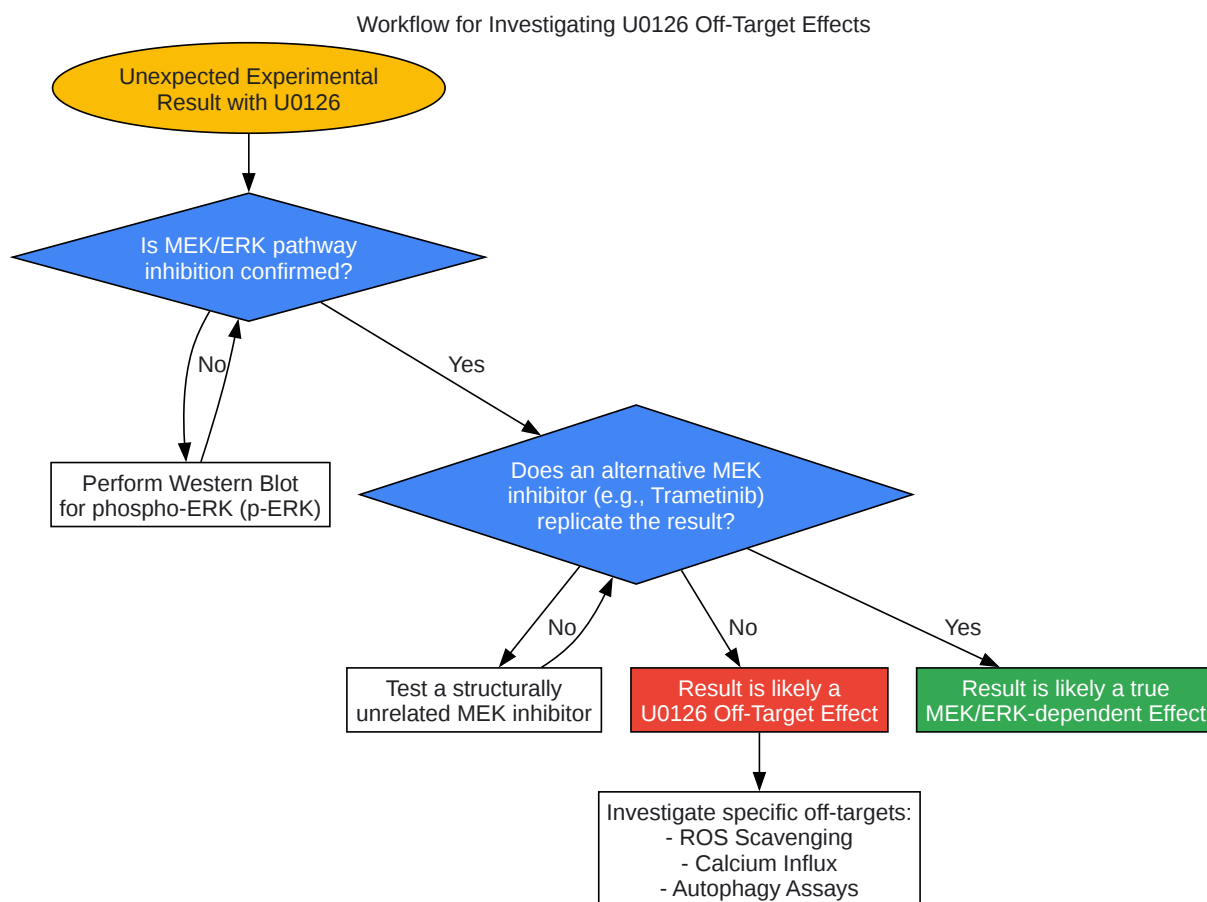 Workflow for Investigating U0126 Off-Target Effects
Unexpected Experimental
Result with U0126
Is MEK/ERK pathway
inhibition confirmed?
No
Yes
Perform Western Blot
for phospho-ERK (p-ERK)
Does an alternative MEK
inhibitor (e.g., Trametinib)
replicate the result?
No
No
Yes
Test a structurally
unrelated MEK inhibitor
Result is likely a
U0126 Off-Target Effect
Result is likely a true
MEK/ERK-dependent Effect
Investigate specific off-targets:
- ROS Scavenging
- Calcium Influx
- Autophagy Assays